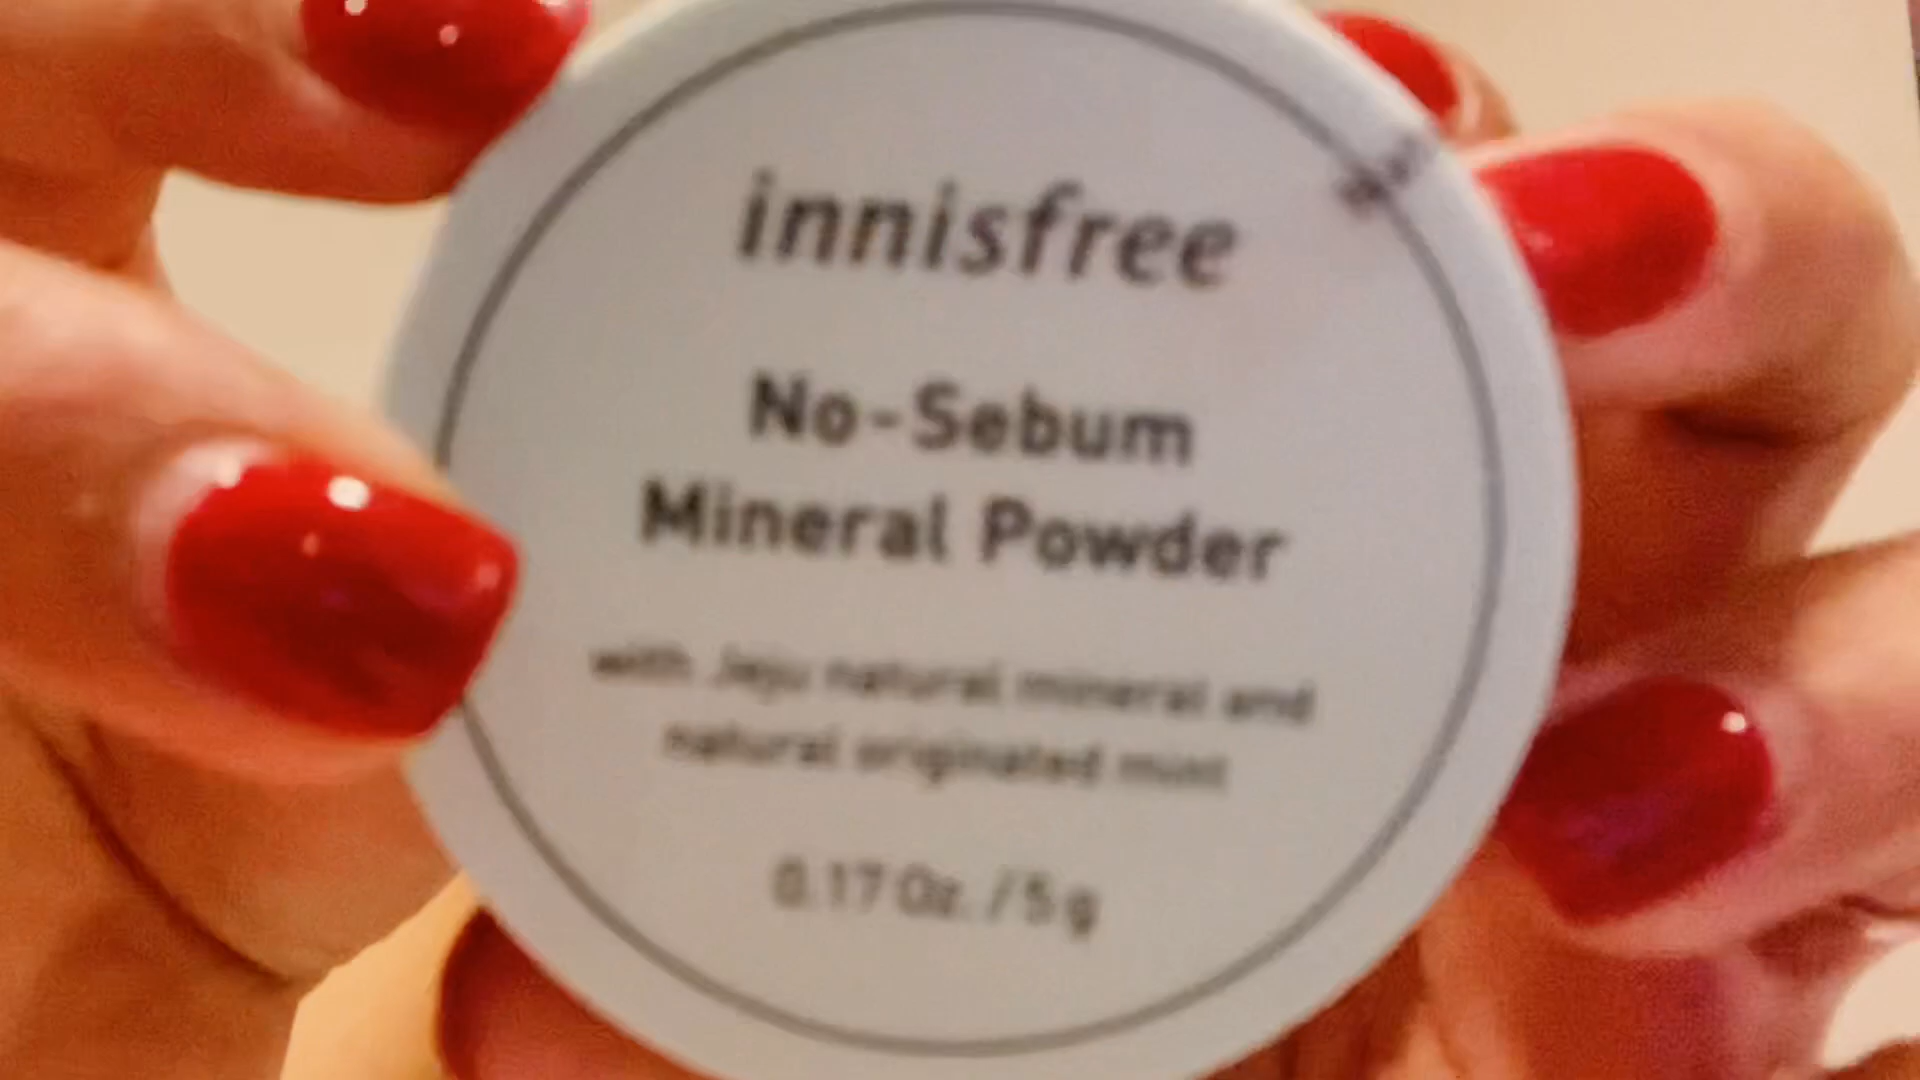 innisfree
No-Sebum
Mineral Powder
with Jeju natural mineral and
natural originated mint
0.17 Oz. / 5 g